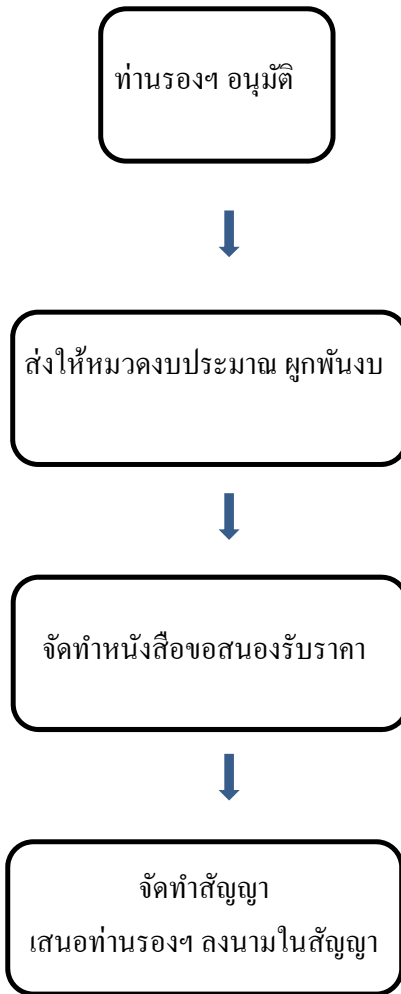 ท่านรองฯ อนุมัติ
ส่งให้หมวดงบประมาณ ผูกพันงบ
จัดทำหนังสือขอสนองรับราคา
จัดทำสัญญา
เสนอท่านรองฯ ลงนามในสัญญา